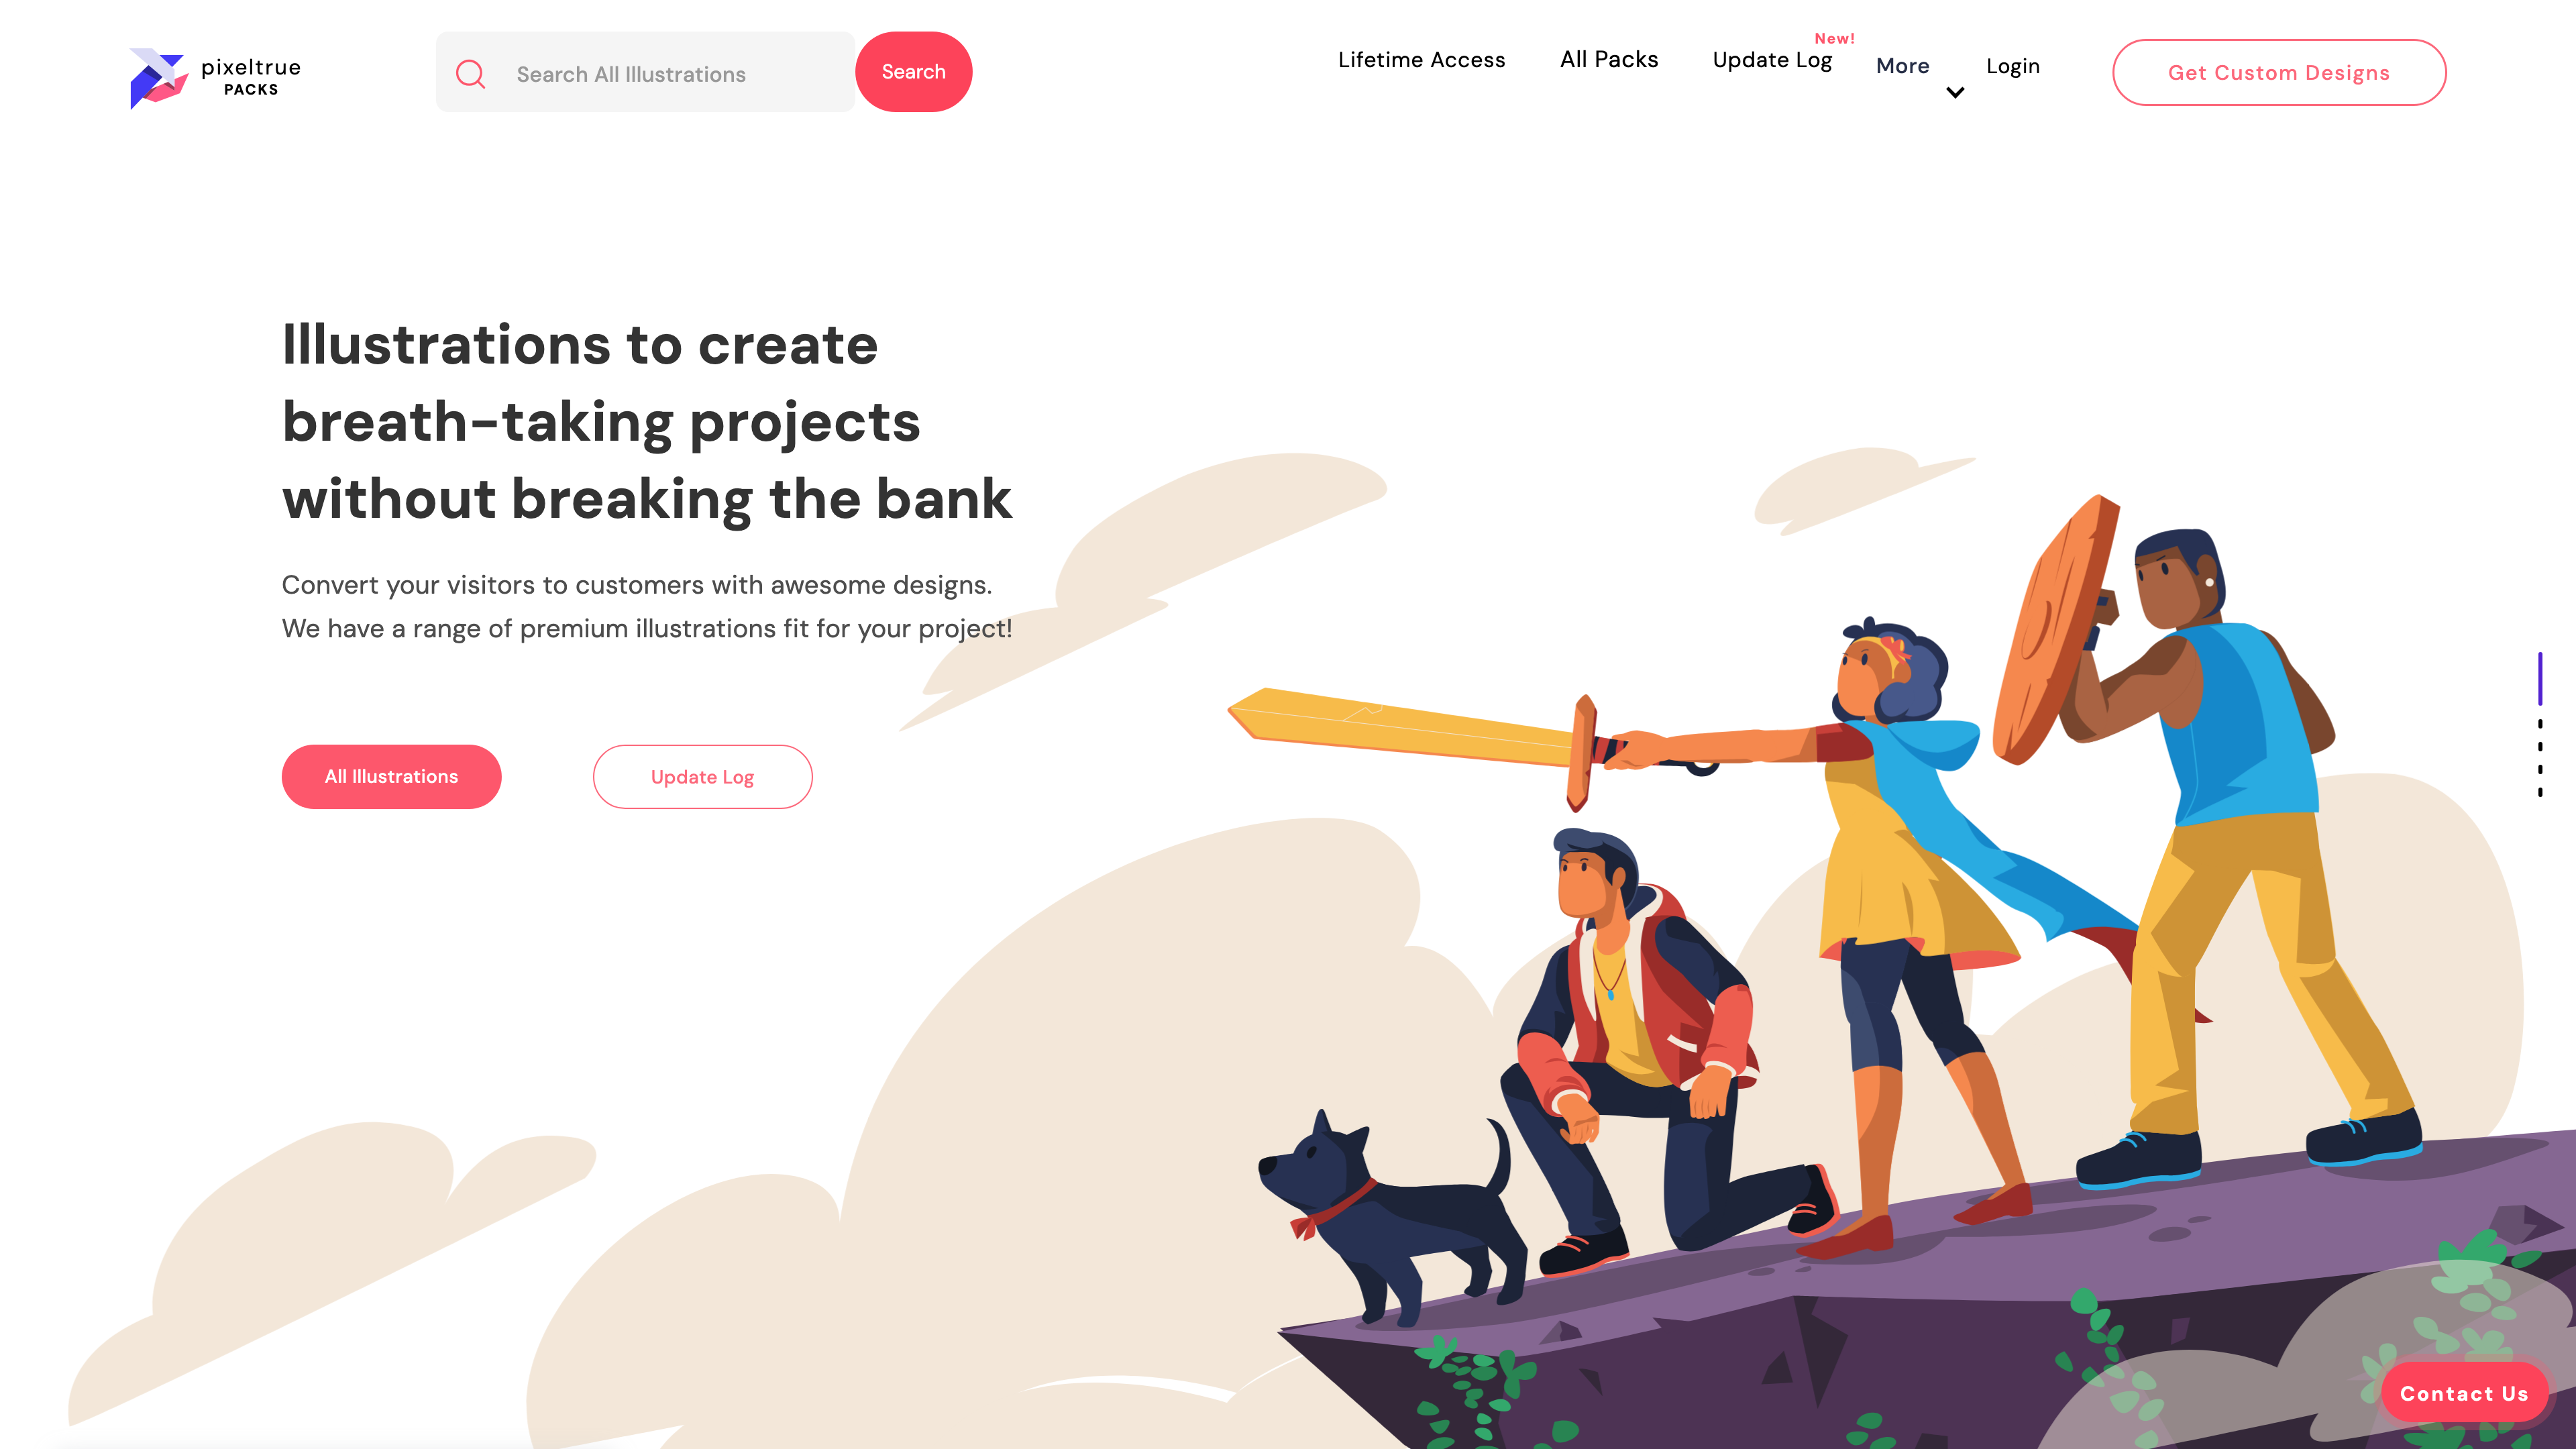 pixeltrue
PACKS
Search All Illustrations
Search
Lifetime Access
All Packs
Update Log
New!
More
Login
Get Custom Designs
Illustrations to create
breath-taking projects
without breaking the bank
Convert your visitors to customers with awesome designs.
We have a range of premium illustrations fit for your project!
All Illustrations
Update Log
Contact Us